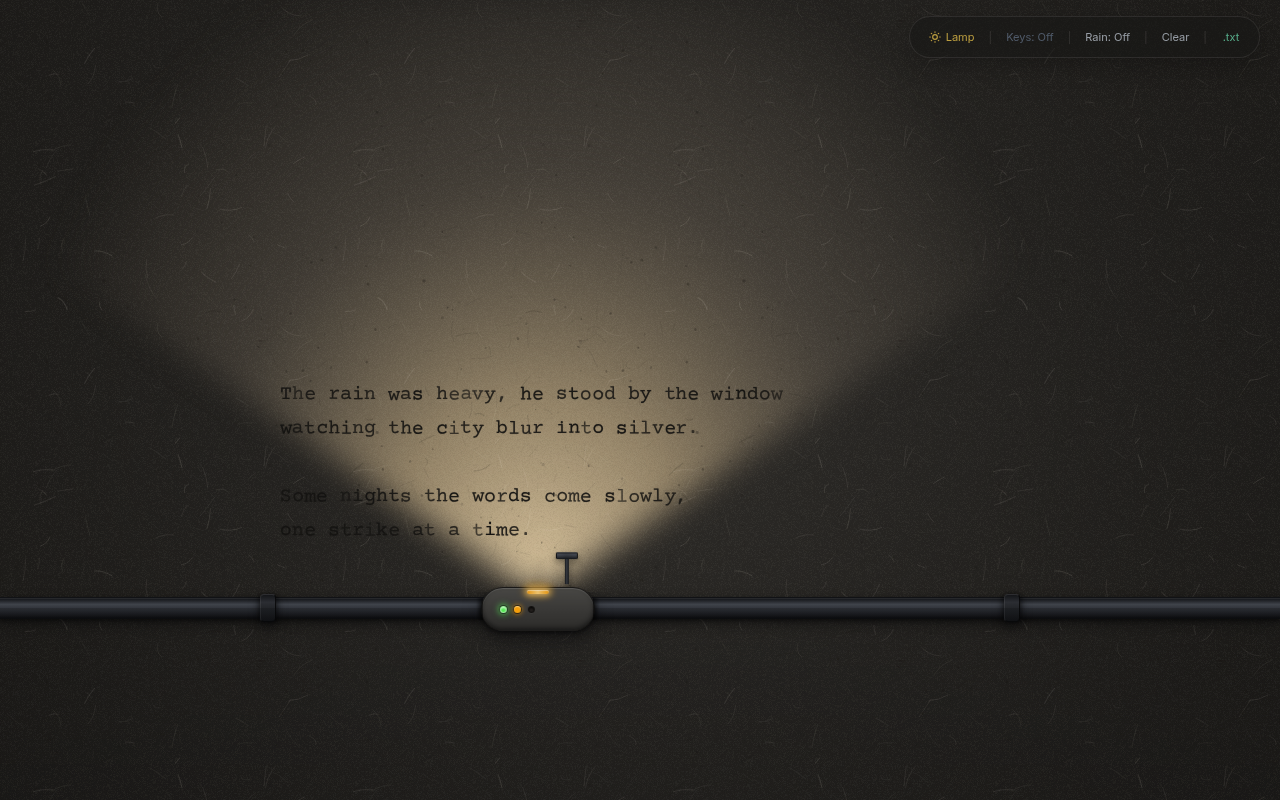 Lamp Keys: Off Rain: Off Clear .txt
The rain was heavy, he stood by the window
watching the city blur into silver.
Some nights the words come slowly,
one strike at a time.